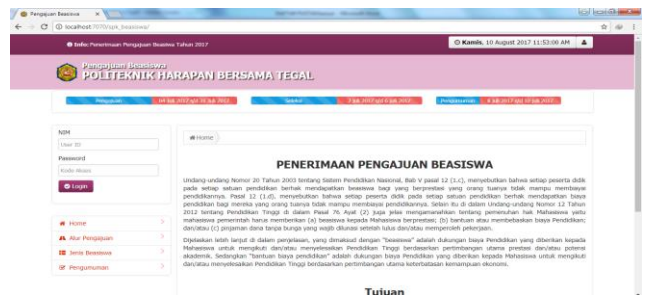 Pengajuan Beasiswa
localhost:7070/spk_beasiswa/
Info: Penerimaan Pengajuan Beasiswa Tahun 2017
Kamis, 10 August 2017 11:53:00 AM
Pengajuan Beasiswa
POLITEKNIK HARAPAN BERSAMA TEGAL
Pengajuan
Seleksi
Pengumuman
NIM
User ID
Password
Kode Akses
Login
Home
Alur Pengajuan
Jenis Beasiswa
Pengumuman
Home
PENERIMAAN PENGAJUAN BEASISWA
Undang-undang Nomor 20 Tahun 2003 tentang Sistem Pendidikan Nasional, Bab V pasal 12 (1.c), menyebutkan bahwa setiap peserta didik
pada setiap satuan pendidikan berhak mendapatkan beasiswa bagi yang berprestasi yang orang tuanya tidak mampu membiayai
pendidikannya. Pasal 12 (1.d), menyebutkan bahwa setiap peserta didik pada setiap satuan pendidikan berhak mendapatkan biaya
pendidikan bagi mereka yang orang tuanya tidak mampu membiayai pendidikannya. Selain itu di dalam Undang-undang Nomor 12 Tahun
2012 tentang Pendidikan Tinggi di dalam Pasal 76 Ayat (2) juga jelas mengamanahkan tentang pemenuhan hak Mahasiswa yaitu
mahasiswa pemerintah harus memberikan (a) beasiswa kepada Mahasiswa berprestasi; (b) bantuan atau membebaskan biaya Pendidikan;
dan/atau (c) pinjaman dana tanpa bunga yang wajib dilunasi setelah lulus dan/atau memperoleh pekerjaan.
Dijelaskan lebih lanjut di dalam penjelasan, yang dimaksud dengan "beasiswa" adalah dukungan biaya Pendidikan yang diberikan kepada
Mahasiswa untuk mengikuti dan/atau menyelesaikan Pendidikan Tinggi berdasarkan pertimbangan utama prestasi dan/atau potensi
akademik. Sedangkan "bantuan biaya pendidikan" adalah dukungan biaya Pendidikan yang diberikan kepada Mahasiswa untuk mengikuti
dan/atau menyelesaikan Pendidikan Tinggi berdasarkan pertimbangan utama keterbatasan kemampuan ekonomi.
Tujuan